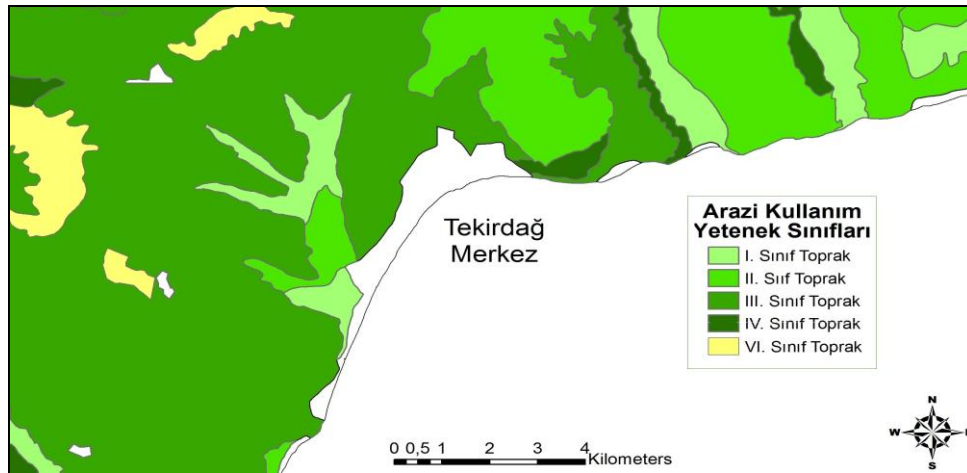 Tekirdağ
Merkez
Arazi Kullanım
Yetenek Sınıfları
I. Sınıf Toprak
II. Sııf Toprak
III. Sınıf Toprak
IV. Sınıf Toprak
VI. Sınıf Toprak
0 0,5 1 2 3 4
Kilometers
N
W E
S